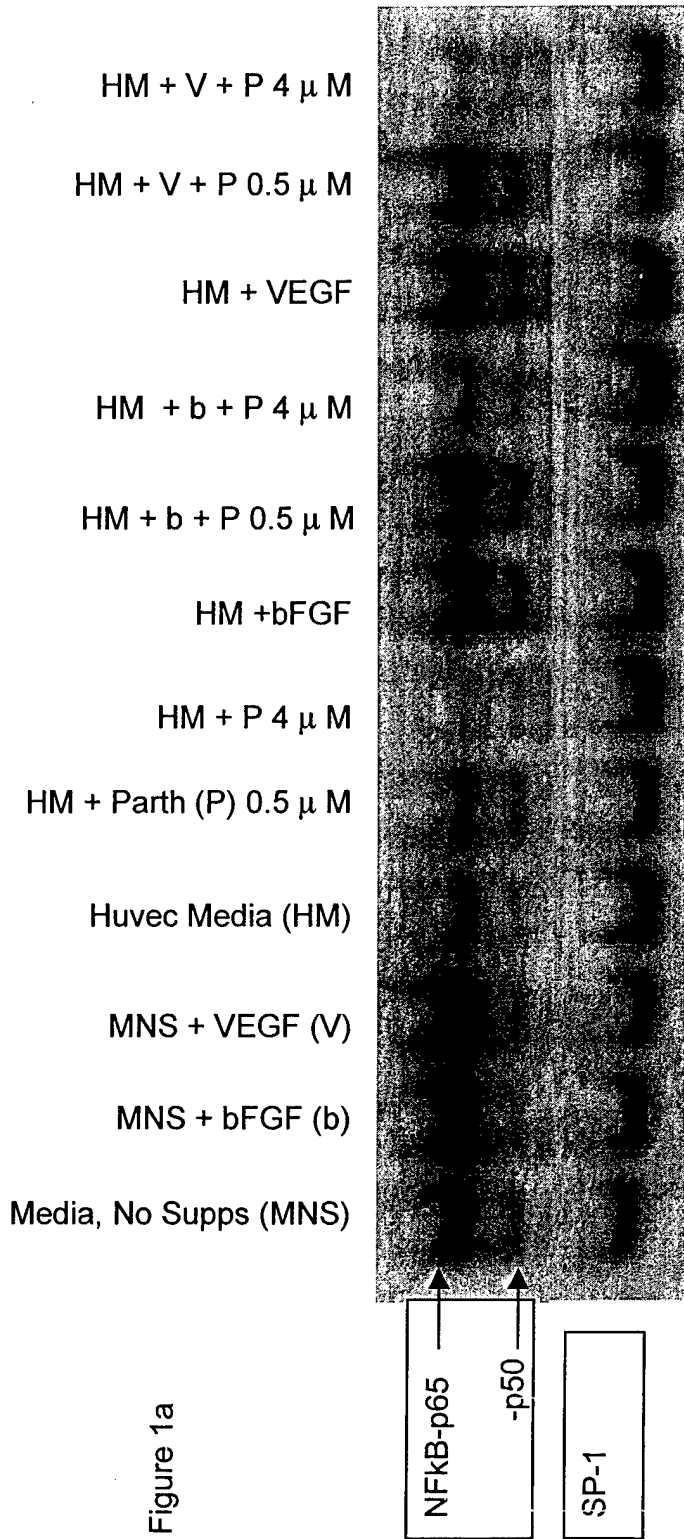 HM + V + P 4 μ M
HM + V + P 0.5 μ M
HM + VEGF
HM + b + P 4 μ M
HM + b + P 0.5 μ M
HM +bFGF
HM + P 4 μ M
HM + Parth (P) 0.5 μ M
Huvec Media (HM)
MNS + VEGF (V)
MNS + bFGF (b)
Media, No Supps (MNS)
Figure 1a
NFkB-p65
-p50
SP-1